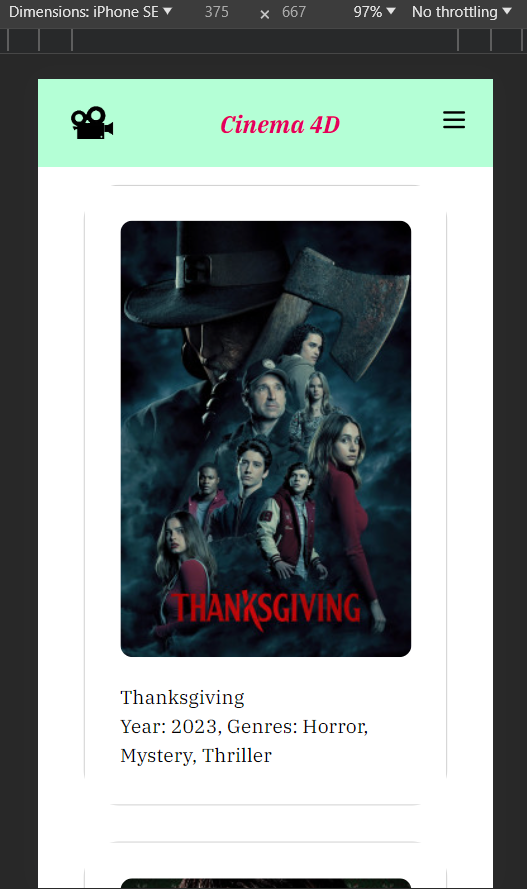 Dimensions: iPhone SE 375 × 667 97% No throttling
Cinema 4D
THANKSGIVING
Thanksgiving
Year: 2023, Genres: Horror,
Mystery, Thriller